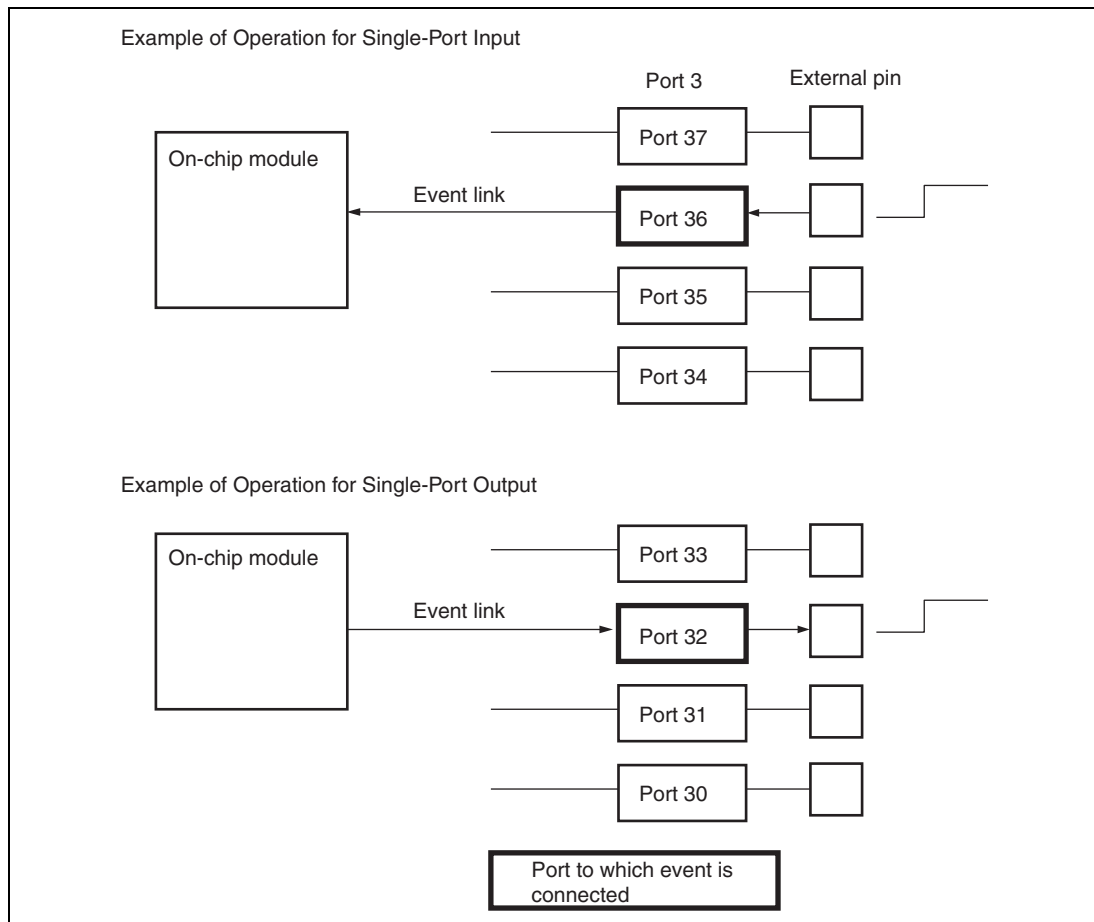 Example of Operation for Single-Port Input
Port 3
External pin
On-chip module
Port 37
Event link
Port 36
Port 35
Port 34
Example of Operation for Single-Port Output
On-chip module
Port 33
Event link
Port 32
Port 31
Port 30
Port to which event is
connected